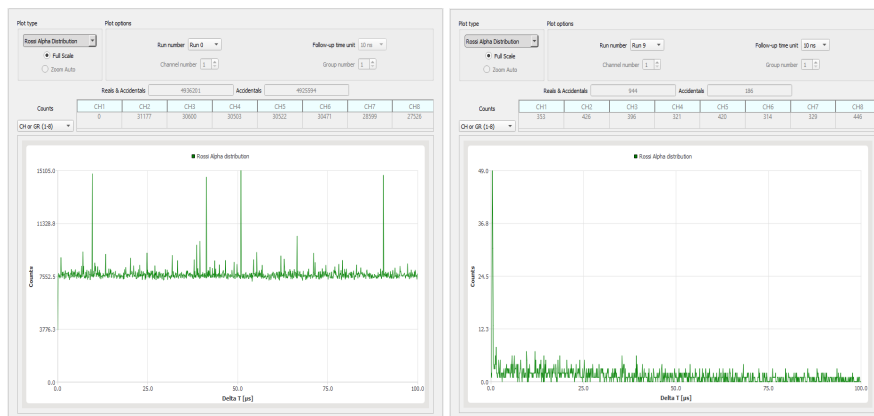 Plot type
Plot options
Rossi Alpha Distribution
Run number Run 0
Follow-up time unit 10 ns
Full Scale
Zoom Auto
Channel number 1
Group number 1
Reals & Accidentals 4936201 Accidentals 4925594
Counts
CH1 CH2 CH3 CH4 CH5 CH6 CH7 CH8
0 31177 30600 30503 30522 30471 28599 27526
CH or GR (1-8)
Rossi Alpha distribution
15105.0
11328.8
7552.5
3776.3
0.0
Counts
0.0 25.0 50.0 75.0 100.0
Delta T [µs]
Plot type
Plot options
Rossi Alpha Distribution
Run number Run 9
Follow-up time unit 10 ns
Full Scale
Zoom Auto
Channel number 1
Group number 1
Reals & Accidentals 944 Accidentals 186
Counts
CH1 CH2 CH3 CH4 CH5 CH6 CH7 CH8
353 426 396 321 420 314 329 446
CH or GR (1-8)
Rossi Alpha distribution
49.0
36.8
24.5
12.3
0.0
Counts
0.0 25.0 50.0 75.0 100.0
Delta T [µs]